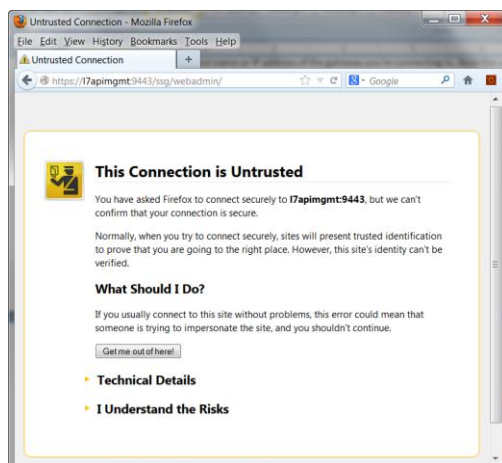 Untrusted Connection - Mozilla Firefox
File Edit View History Bookmarks Tools Help
Untrusted Connection
https://l7apimgmt:9443/ssg/webadmin/
Google
This Connection is Untrusted
You have asked Firefox to connect securely to l7apimgmt:9443, but we can't
confirm that your connection is secure.
Normally, when you try to connect securely, sites will present trusted identification
to prove that you are going to the right place. However, this site's identity can't be
verified.
What Should I Do?
If you usually connect to this site without problems, this error could mean that
someone is trying to impersonate the site, and you shouldn't continue.
Get me out of here!
Technical Details
I Understand the Risks